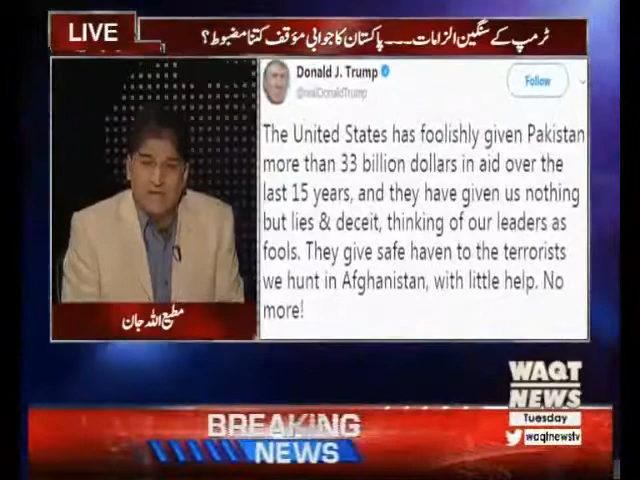 LIVE
ٹرمپ کے سنگین الزامات۔۔۔ پاکستان کا جوابی مؤقف کتنا مضبوط ؟
Donald J. Trump
@realDonaldTrump
Follow
The United States has foolishly given Pakistan
more than 33 billion dollars in aid over the
last 15 years, and they have given us nothing
but lies & deceit, thinking of our leaders as
fools. They give safe haven to the terrorists
we hunt in Afghanistan, with little help. No
more!
مطیع اللہ جان
WAQT
NEWS
Tuesday
waqtnewstv
BREAKING
NEWS